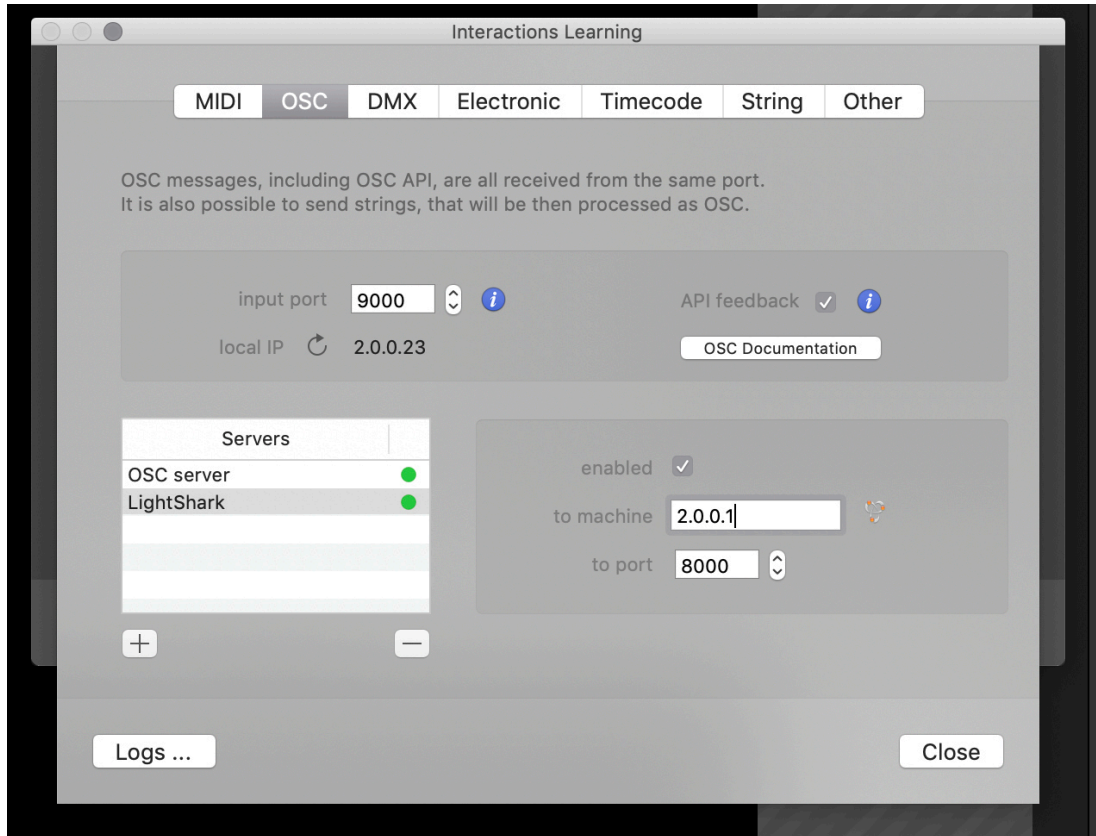 Interactions Learning
MIDI OSC DMX Electronic Timecode String Other
OSC messages, including OSC API, are all received from the same port.
It is also possible to send strings, that will be then processed as OSC.
input port 9000 i API feedback i
local IP 2.0.0.23 OSC Documentation
Servers
OSC server
LightShark
enabled
to machine 2.0.0.1
to port 8000
Logs ... Close